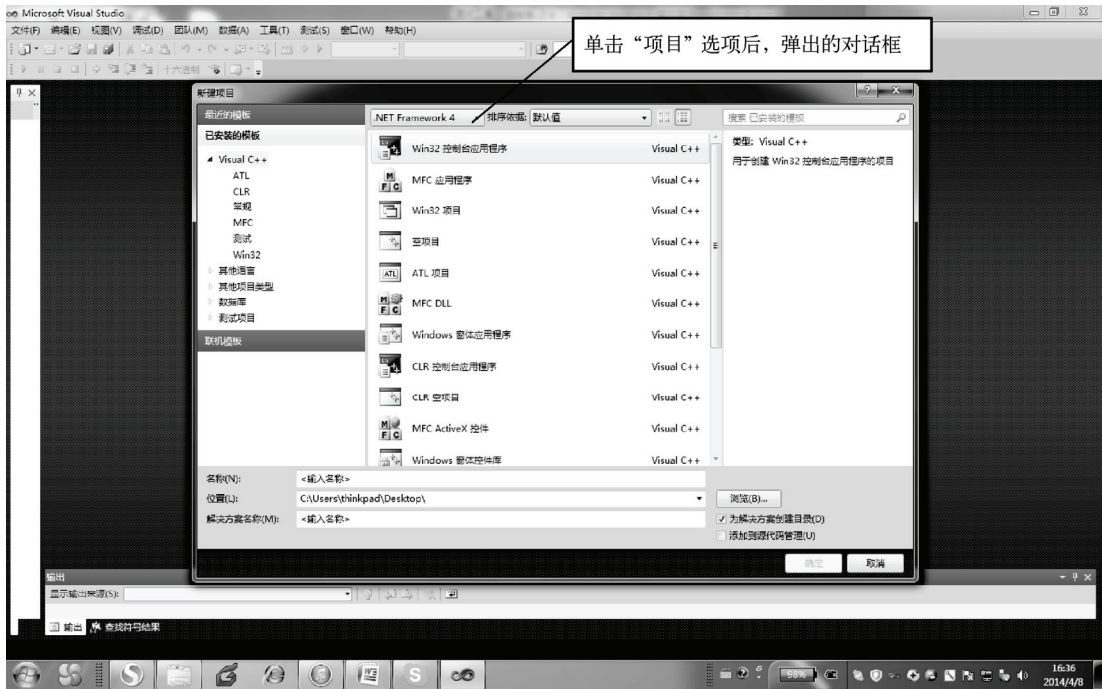 Microsoft Visual Studio
文件(F) 编辑(E) 视图(V) 调试(D) 团队(M) 数据(A) 工具(T) 测试(S) 窗口(W) 帮助(H)
单击“项目”选项后，弹出的对话框
十六进制
新建项目
最近的模板
.NET Framework 4
排序依据: 默认值
搜索 已安装的模板
已安装的模板
Visual C++
ATL
CLR
常规
MFC
测试
Win32
其他语言
其他项目类型
数据库
测试项目
联机模板
Win32 控制台应用程序 Visual C++
MFC 应用程序 Visual C++
Win32 项目 Visual C++
空项目 Visual C++
ATL 项目 Visual C++
MFC DLL Visual C++
Windows 窗体应用程序 Visual C++
CLR 控制台应用程序 Visual C++
CLR 空项目 Visual C++
MFC ActiveX 控件 Visual C++
Windows 窗体控件库 Visual C++
类型: Visual C++
用于创建 Win32 控制台应用程序的项目
名称(N): <输入名称>
位置(L): C:\Users\thinkpad\Desktop\ 浏览(B)...
解决方案名称(M): <输入名称>
为解决方案创建目录(D)
添加到源代码管理(U)
确定 取消
输出
显示输出来源(S):
输出 查找符号结果
98%
16:36
2014/4/8